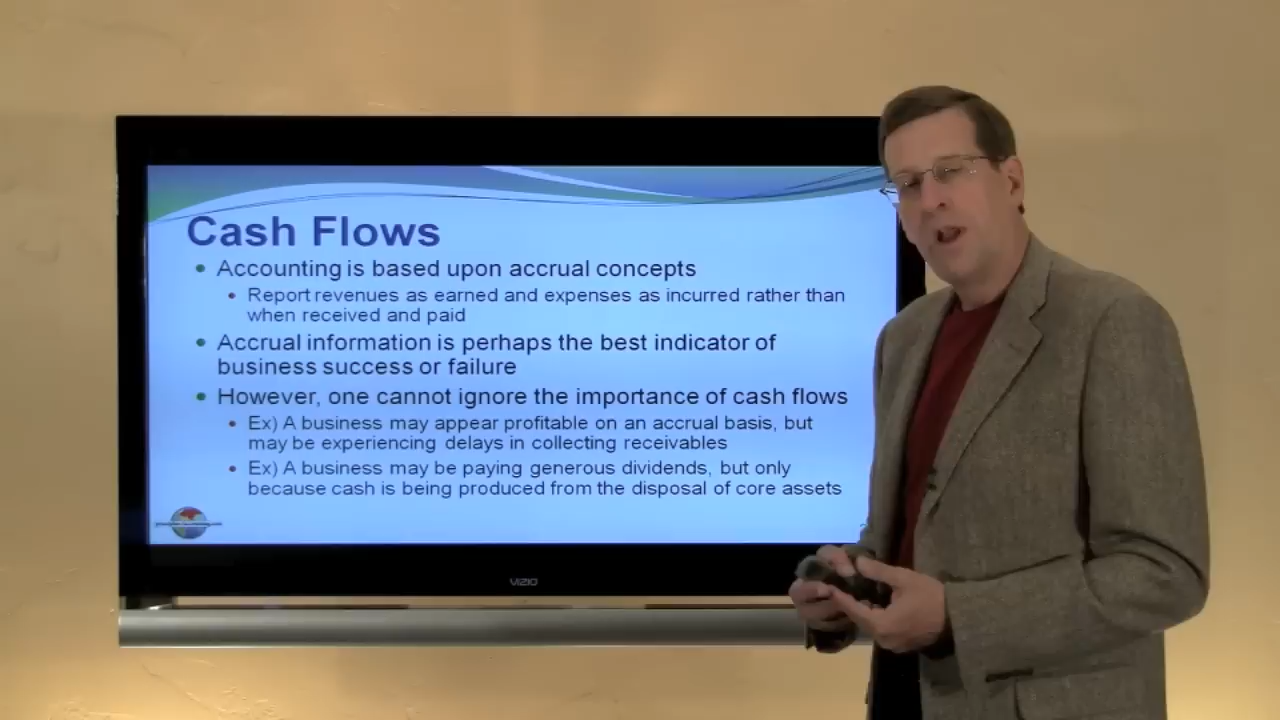 Cash Flows
• Accounting is based upon accrual concepts
• Report revenues as earned and expenses as incurred rather than
when received and paid
• Accrual information is perhaps the best indicator of
business success or failure
• However, one cannot ignore the importance of cash flows
• Ex) A business may appear profitable on an accrual basis, but
may be experiencing delays in collecting receivables
• Ex) A business may be paying generous dividends, but only
because cash is being produced from the disposal of core assets
VIZIO